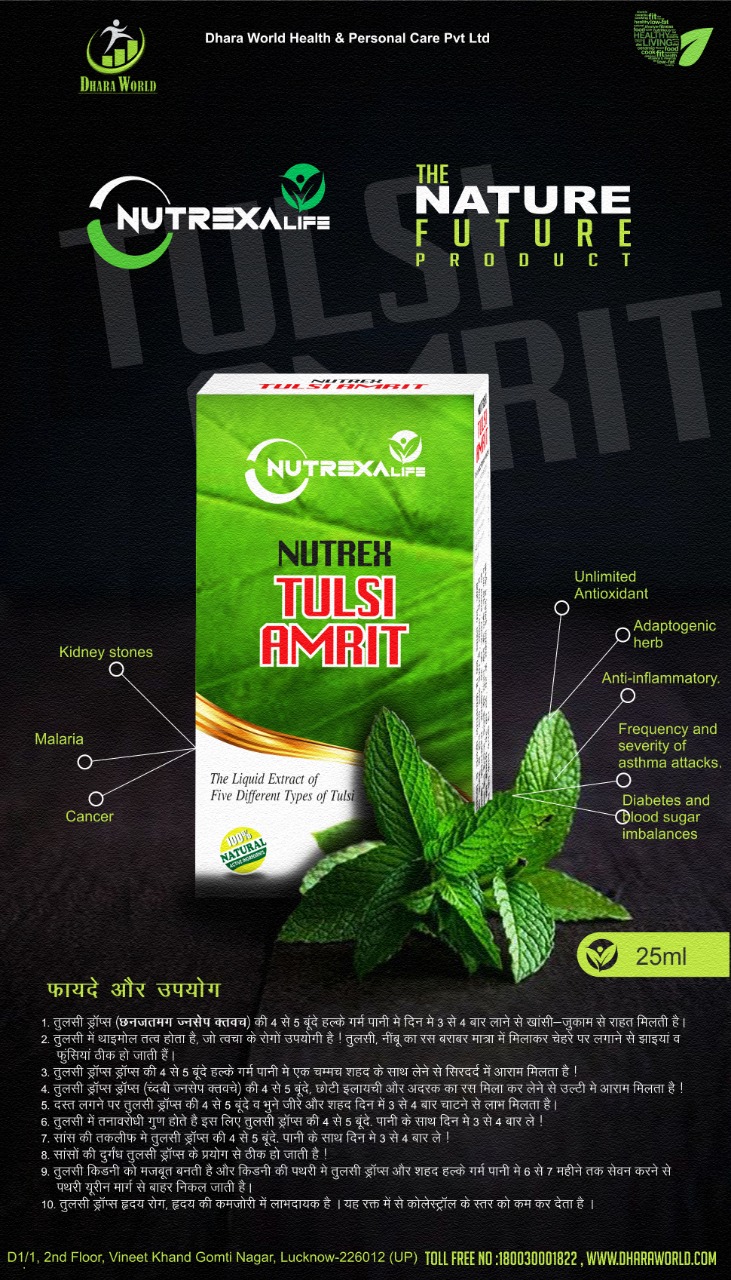 DHARA WORLD
Dhara World Health & Personal Care Pvt Ltd
NUTREXA LIFE
THE
NATURE
FUTURE
PRODUCT
TULSI
AMRIT
NUTREX
TULSI AMRIT
NUTREXA LIFE
NUTREX
TULSI
AMRIT
TULSI
AMRIT
The Liquid Extract of
Five Different Types of Tulsi
100%
NATURAL
Kidney stones
Malaria
Cancer
Unlimited
Antioxidant
Adaptogenic
herb
Anti-inflammatory.
Frequency and
severity of
asthma attacks.
Diabetes and
blood sugar
imbalances
25ml
फायदे और उपयोग
1. तुलसी ड्रॉप्स (छनजतमग ज्नसेप क्तवच) की 4 से 5 बूंदे हल्के गर्म पानी मे दिन मे 3 से 4 बार लाने से खांसी–जुकाम से राहत मिलती है।
2. तुलसी में थाइमोल तत्व होता है, जो त्वचा के रोगों उपयोगी है ! तुलसी, नींबू का रस बराबर मात्रा में मिलाकर चेहरे पर लगाने से झाइयां व
फुंसियां ठीक हो जाती हैं।
3. तुलसी ड्रॉप्स ड्रॉप्स की 4 से 5 बूंदे हल्के गर्म पानी मे एक चम्मच शहद के साथ लेने से सिरदर्द में आराम मिलता है !
4. तुलसी ड्रॉप्स ड्रॉप्स (च्दबी ज्नसेप क्तवचे) की 4 से 5 बूंदे, छोटी इलायची और अदरक का रस मिला कर लेने से उल्टी मे आराम मिलता है !
5. दस्त लगने पर तुलसी ड्रॉप्स की 4 से 5 बूंदे व भुने जीरे और शहद दिन में 3 से 4 बार चाटने से लाभ मिलता है।
6. तुलसी में तनावरोधी गुण होते है इस लिए तुलसी ड्रॉप्स की 4 से 5 बूंदे. पानी के साथ दिन मे 3 से 4 बार ले !
7. सांस की तकलीफ मे तुलसी ड्रॉप्स की 4 से 5 बूंदे. पानी के साथ दिन मे 3 से 4 बार ले !
8. सांसों की दुर्गंध तुलसी ड्रॉप्स के प्रयोग से ठीक हो जाती है !
9. तुलसी किडनी को मजबूत बनती है और किडनी की पथरी मे तुलसी ड्रॉप्स और शहद हल्के गर्म पानी मे 6 से 7 महीने तक सेवन करने से
पथरी यूरीन मार्ग से बाहर निकल जाती है।
10. तुलसी ड्रॉप्स हृदय रोग, हृदय की कमजोरी में लाभदायक है । यह रक्त में से कोलेस्ट्रॉल के स्तर को कम कर देता है ।
D1/1, 2nd Floor, Vineet Khand Gomti Nagar, Lucknow-226012 (UP) TOLL FREE NO :180030001822 , WWW.DHARAWORLD.COM